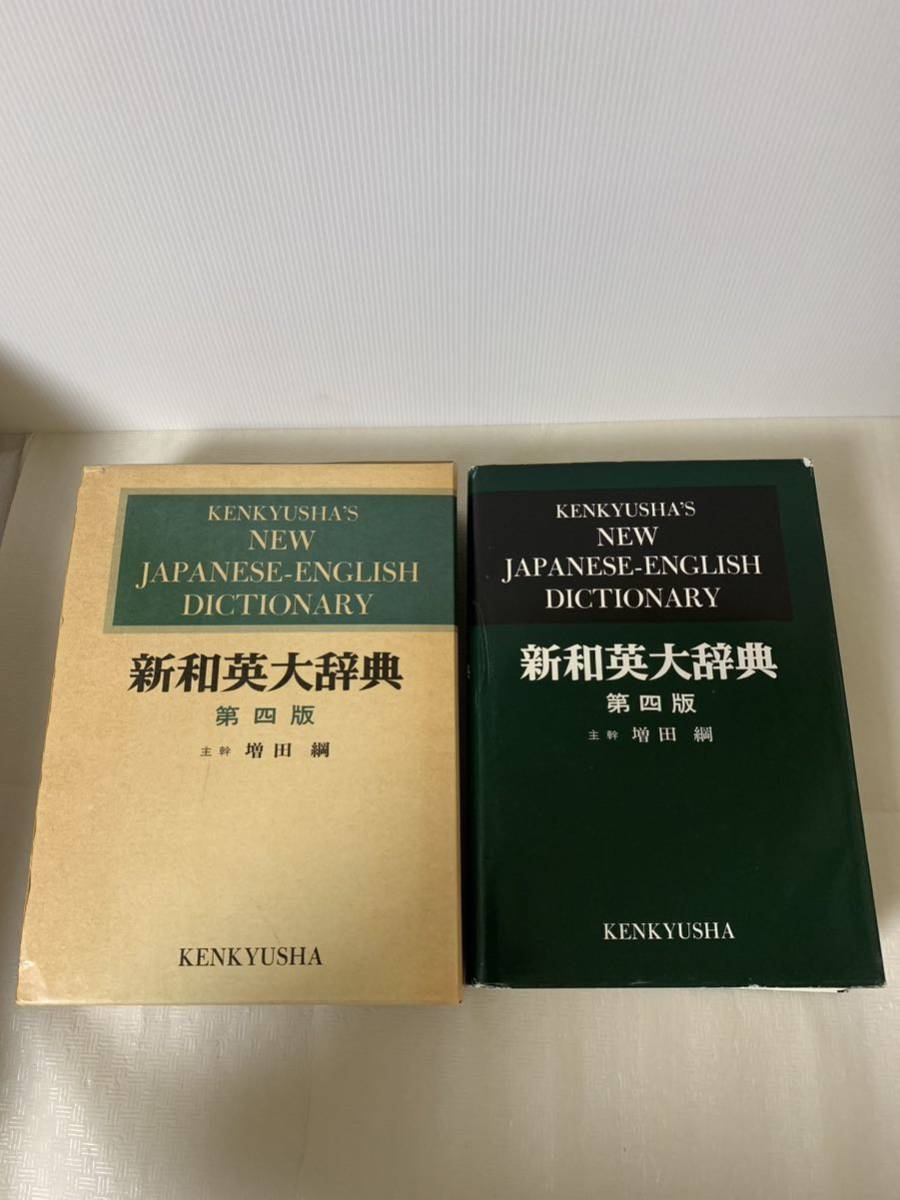 KENKYUSHA'S
NEW
JAPANESE-ENGLISH
DICTIONARY
新和英大辞典
第四版
主幹 増田 綱
KENKYUSHA
KENKYUSHA'S
NEW
JAPANESE-ENGLISH
DICTIONARY
新和英大辞典
第四版
主幹 増田 綱
KENKYUSHA